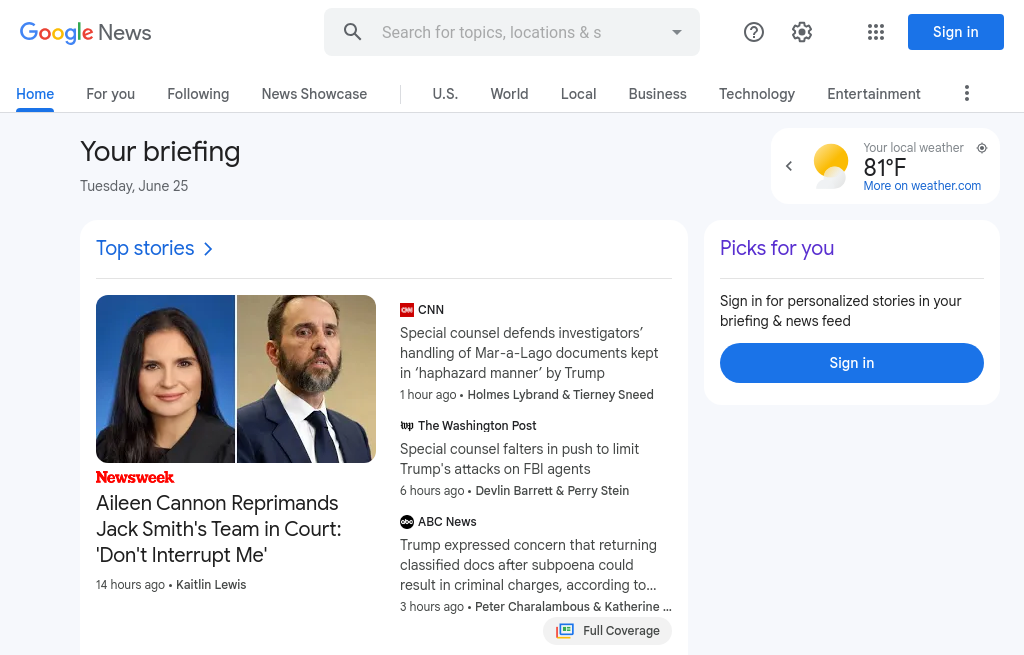 Google News
Search for topics, locations & s
Sign in
Home
For you
Following
News Showcase
U.S.
World
Local
Business
Technology
Entertainment
Your briefing
Tuesday, June 25
Your local weather
81°F
More on weather.com
Top stories
Newsweek
Aileen Cannon Reprimands
Jack Smith's Team in Court:
'Don't Interrupt Me'
14 hours ago • Kaitlin Lewis
CNN
CNN
Special counsel defends investigators’
handling of Mar-a-Lago documents kept
in ‘haphazard manner’ by Trump
1 hour ago • Holmes Lybrand & Tierney Sneed
wp The Washington Post
Special counsel falters in push to limit
Trump's attacks on FBI agents
6 hours ago • Devlin Barrett & Perry Stein
abc ABC News
Trump expressed concern that returning
classified docs after subpoena could
result in criminal charges, according to...
3 hours ago • Peter Charalambous & Katherine ...
Full Coverage
Picks for you
Sign in for personalized stories in your
briefing & news feed
Sign in